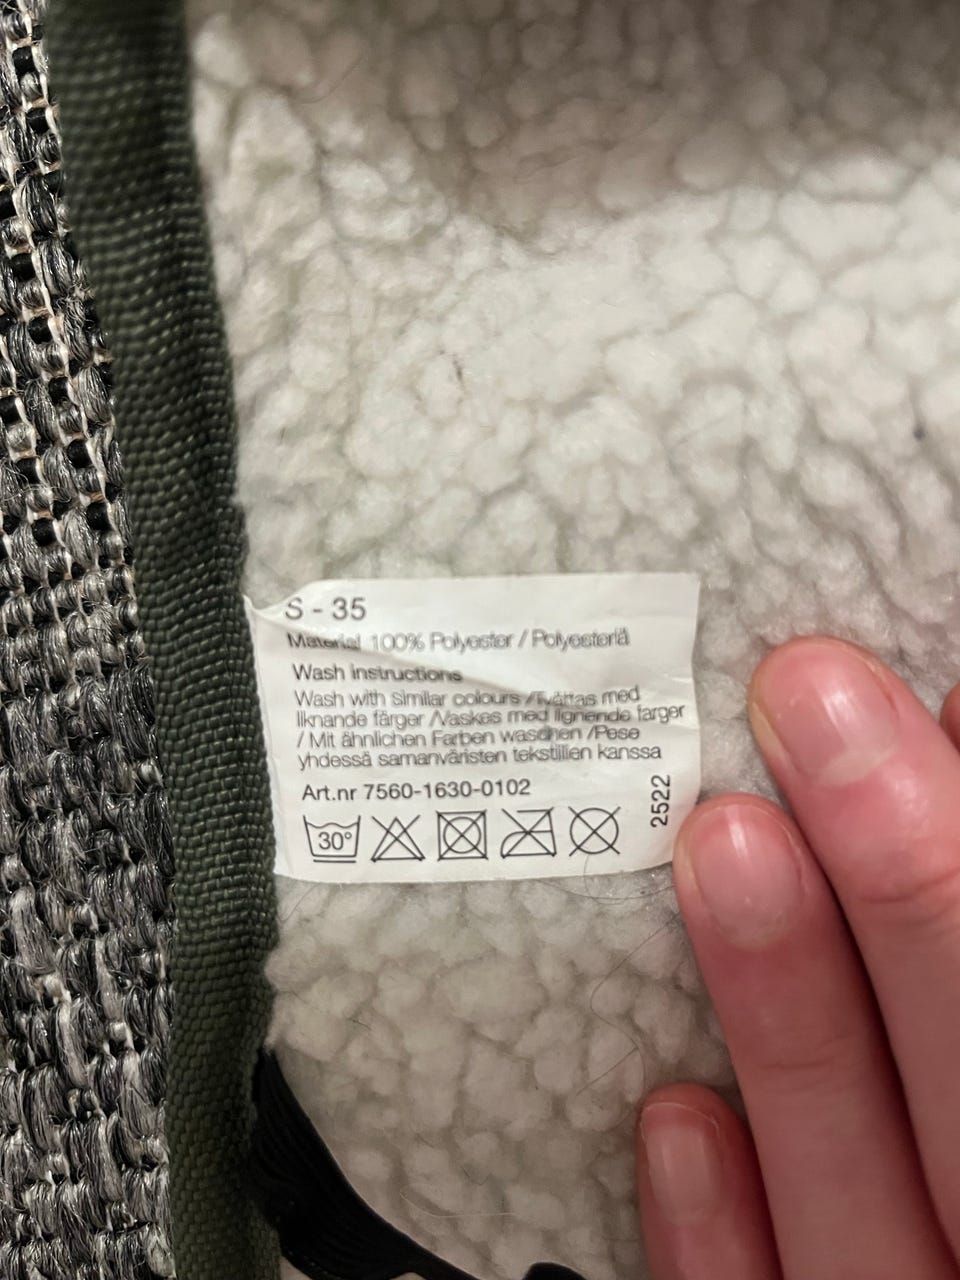 S - 35
Material 100% Polyester / Polyesteriä
Wash instructions
Wash with Similar colours /Tvättas med
liknande färger /Vaskes med lignende farger
/ Mit ähnlichen Farben waschen /Pese
yhdessä samanväristen tekstiilien kanssa
Art.nr 7560-1630-0102
2522
30°